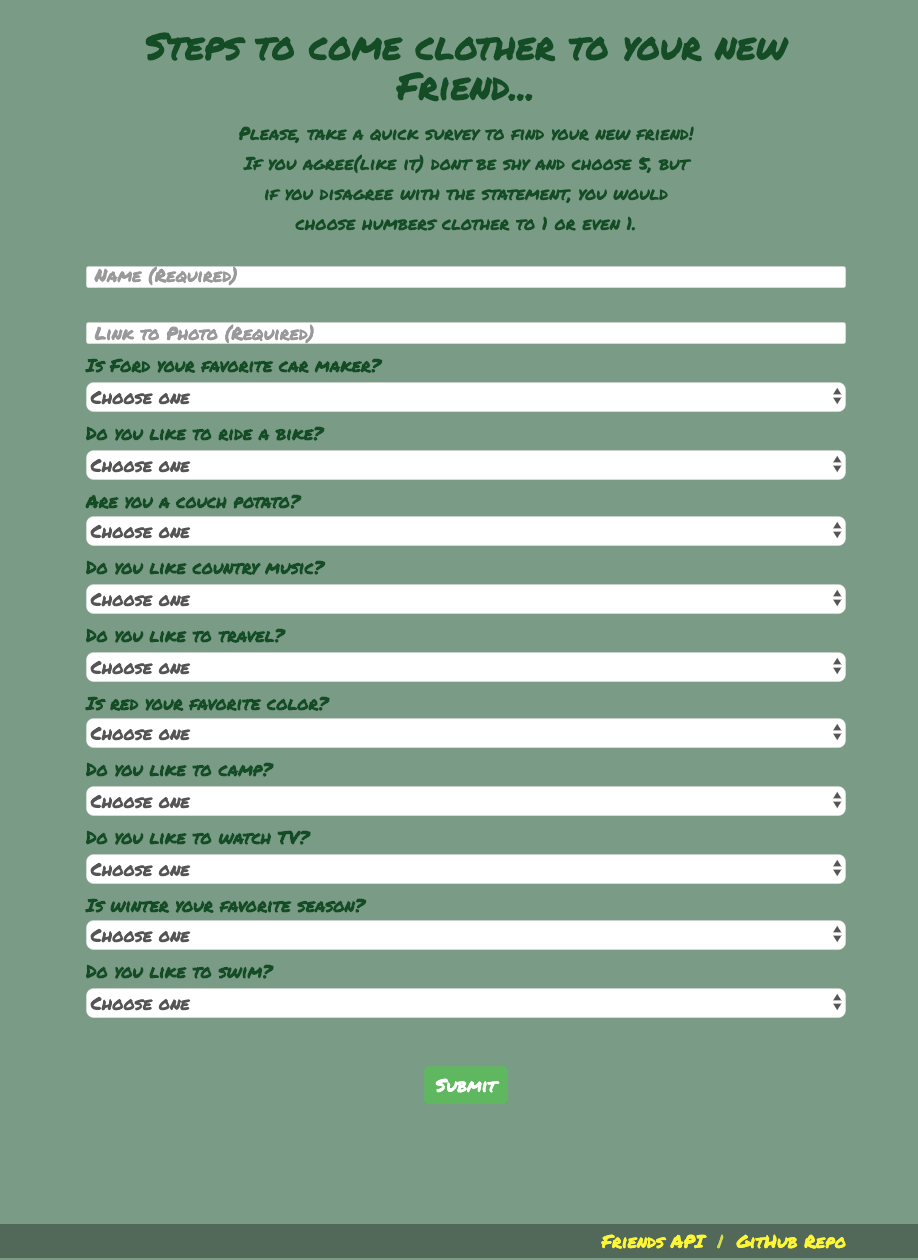 Steps to come clother to your new
Friend...
Please, take a quick survey to find your new friend!
If you agree(like it) dont be shy and choose 5, but
if you disagree with the statement, you would
choose humbers clother to 1 or even 1.
Name (Required)
Link to Photo (Required)
Is Ford your favorite car maker?
Choose one
Do you like to ride a bike?
Choose one
Are you a couch potato?
Choose one
Do you like country music?
Choose one
Do you like to travel?
Choose one
Is red your favorite color?
Choose one
Do you like to camp?
Choose one
Do you like to watch TV?
Choose one
Is winter your favorite season?
Choose one
Do you like to swim?
Choose one
Submit
Friends API | GitHub Repo